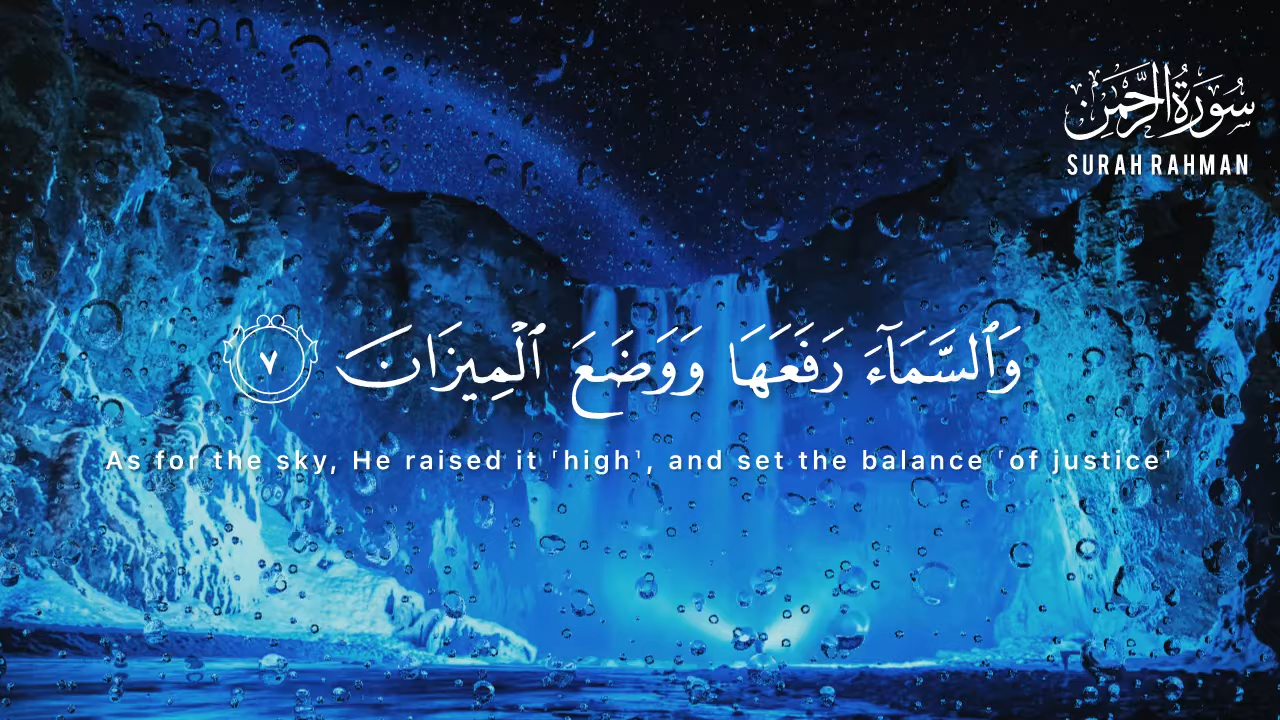 سُورَةُ الرَّحْمَٰن
SURAH RAHMAN
وَٱلسَّمَآءَ رَفَعَهَا وَوَضَعَ ٱلْمِيزَانَ ٧
As for the sky, He raised it ˹high˺, and set the balance ˹of justice˺